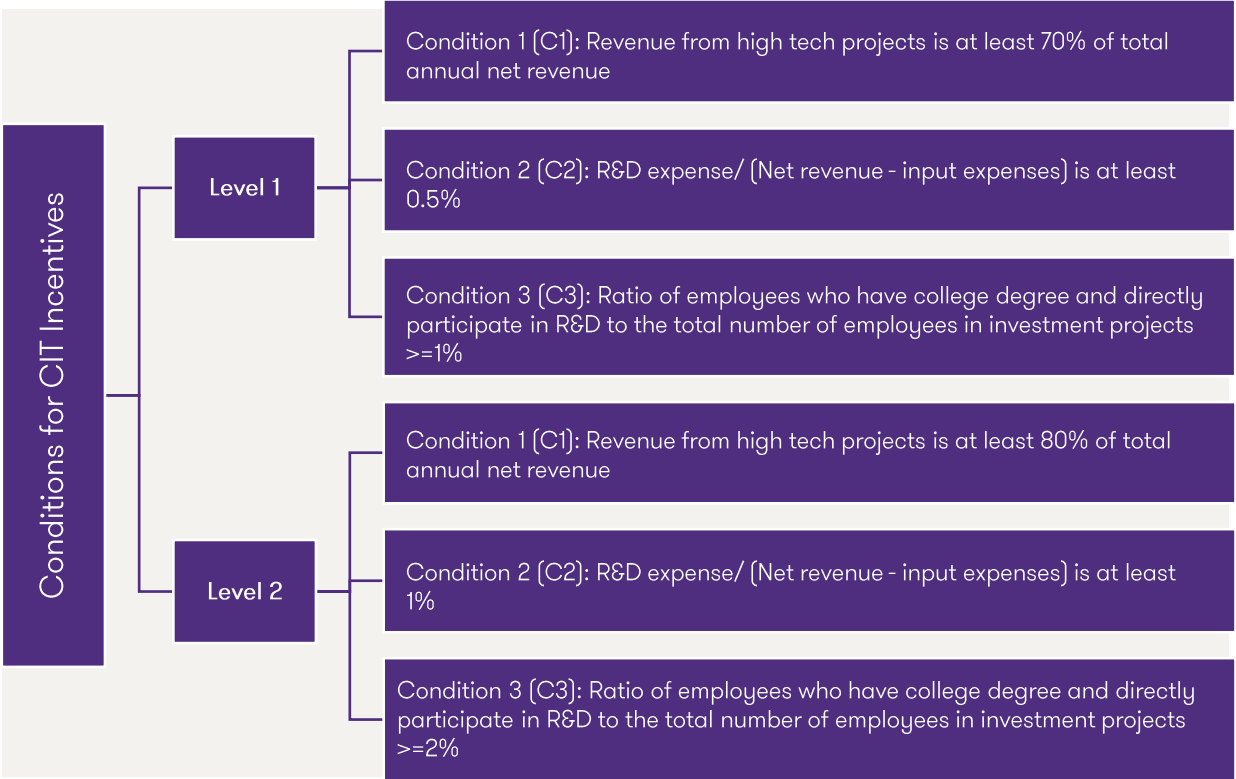 Conditions for CIT Incentives
Level 1
Condition 1 (C1): Revenue from high tech projects is at least 70% of total
annual net revenue
Condition 2 (C2): R&D expense/ (Net revenue - input expenses) is at least
0.5%
Condition 3 (C3): Ratio of employees who have college degree and directly
participate in R&D to the total number of employees in investment projects
>=1%
Level 2
Condition 1 (C1): Revenue from high tech projects is at least 80% of total
annual net revenue
Condition 2 (C2): R&D expense/ (Net revenue - input expenses) is at least
1%
Condition 3 (C3): Ratio of employees who have college degree and directly
participate in R&D to the total number of employees in investment projects
>=2%